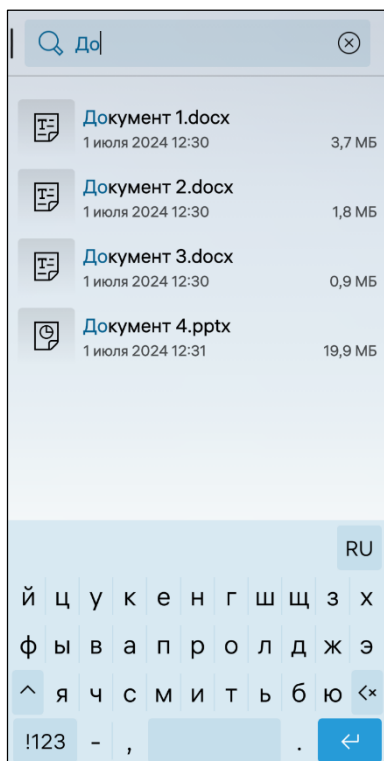 До
Документ 1.docx
1 июля 2024 12:30 3,7 МБ
Документ 2.docx
1 июля 2024 12:30 1,8 МБ
Документ 3.docx
1 июля 2024 12:30 0,9 МБ
Документ 4.pptx
1 июля 2024 12:31 19,9 МБ
RU
й ц у к е н г ш щ з х
ф ы в а п р о л д ж э
я ч с м и т ь б ю
!123 - , .